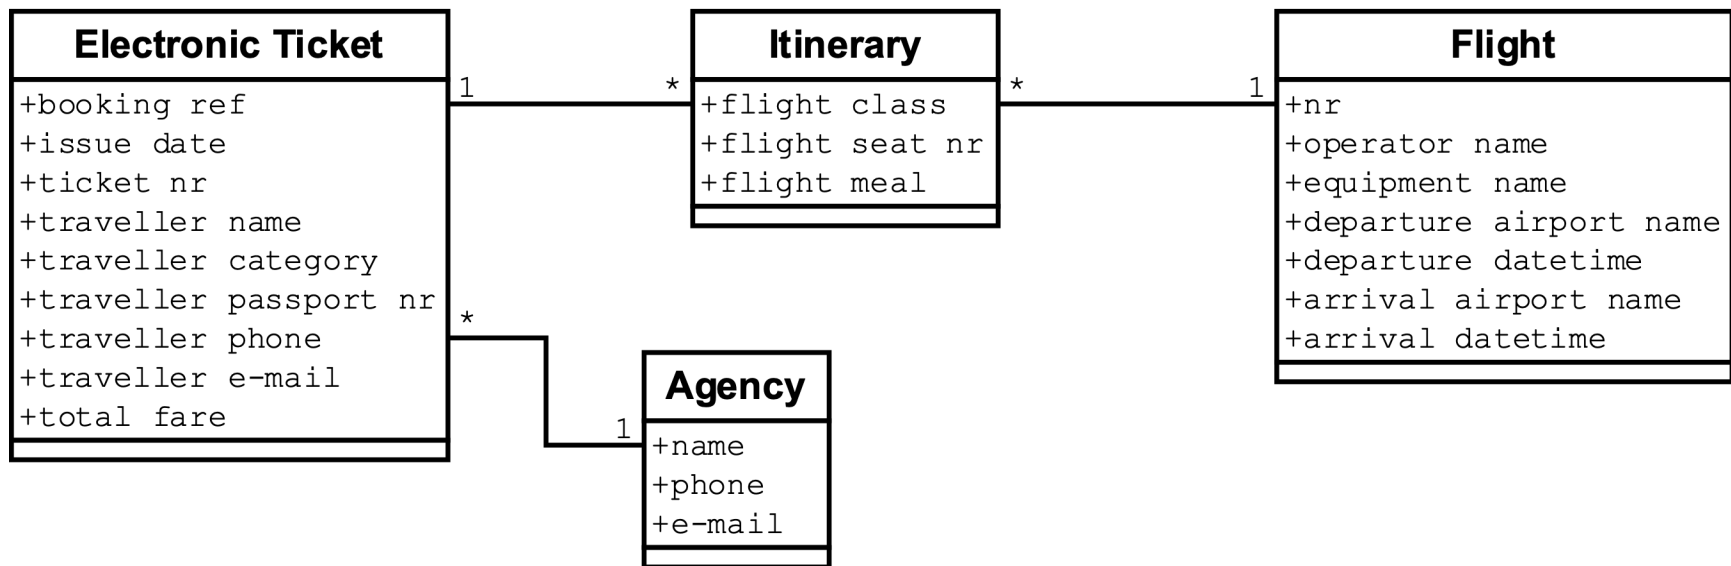 Electronic Ticket
+booking ref
+issue date
+ticket nr
+traveller name
+traveller category
+traveller passport nr
+traveller phone
+traveller e-mail
+total fare
1
*
Itinerary
+flight class
+flight seat nr
+flight meal
*
1
Flight
+nr
+operator name
+equipment name
+departure airport name
+departure datetime
+arrival airport name
+arrival datetime
*
1
Agency
+name
+phone
+e-mail